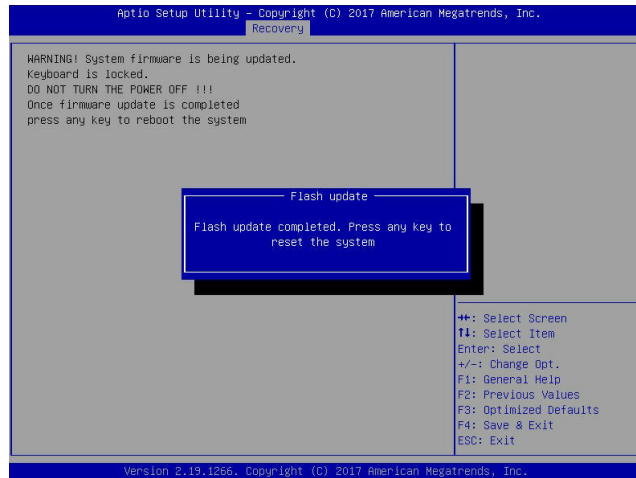 Aptio Setup Utility – Copyright (C) 2017 American Megatrends, Inc.
Recovery
WARNING! System firmware is being updated.
Keyboard is locked.
DO NOT TURN THE POWER OFF !!!
Once firmware update is completed
press any key to reboot the system
Flash update
Flash update completed. Press any key to
reset the system
→←: Select Screen
↑↓: Select Item
Enter: Select
+/-: Change Opt.
F1: General Help
F2: Previous Values
F3: Optimized Defaults
F4: Save & Exit
ESC: Exit
Version 2.19.1266. Copyright (C) 2017 American Megatrends, Inc.